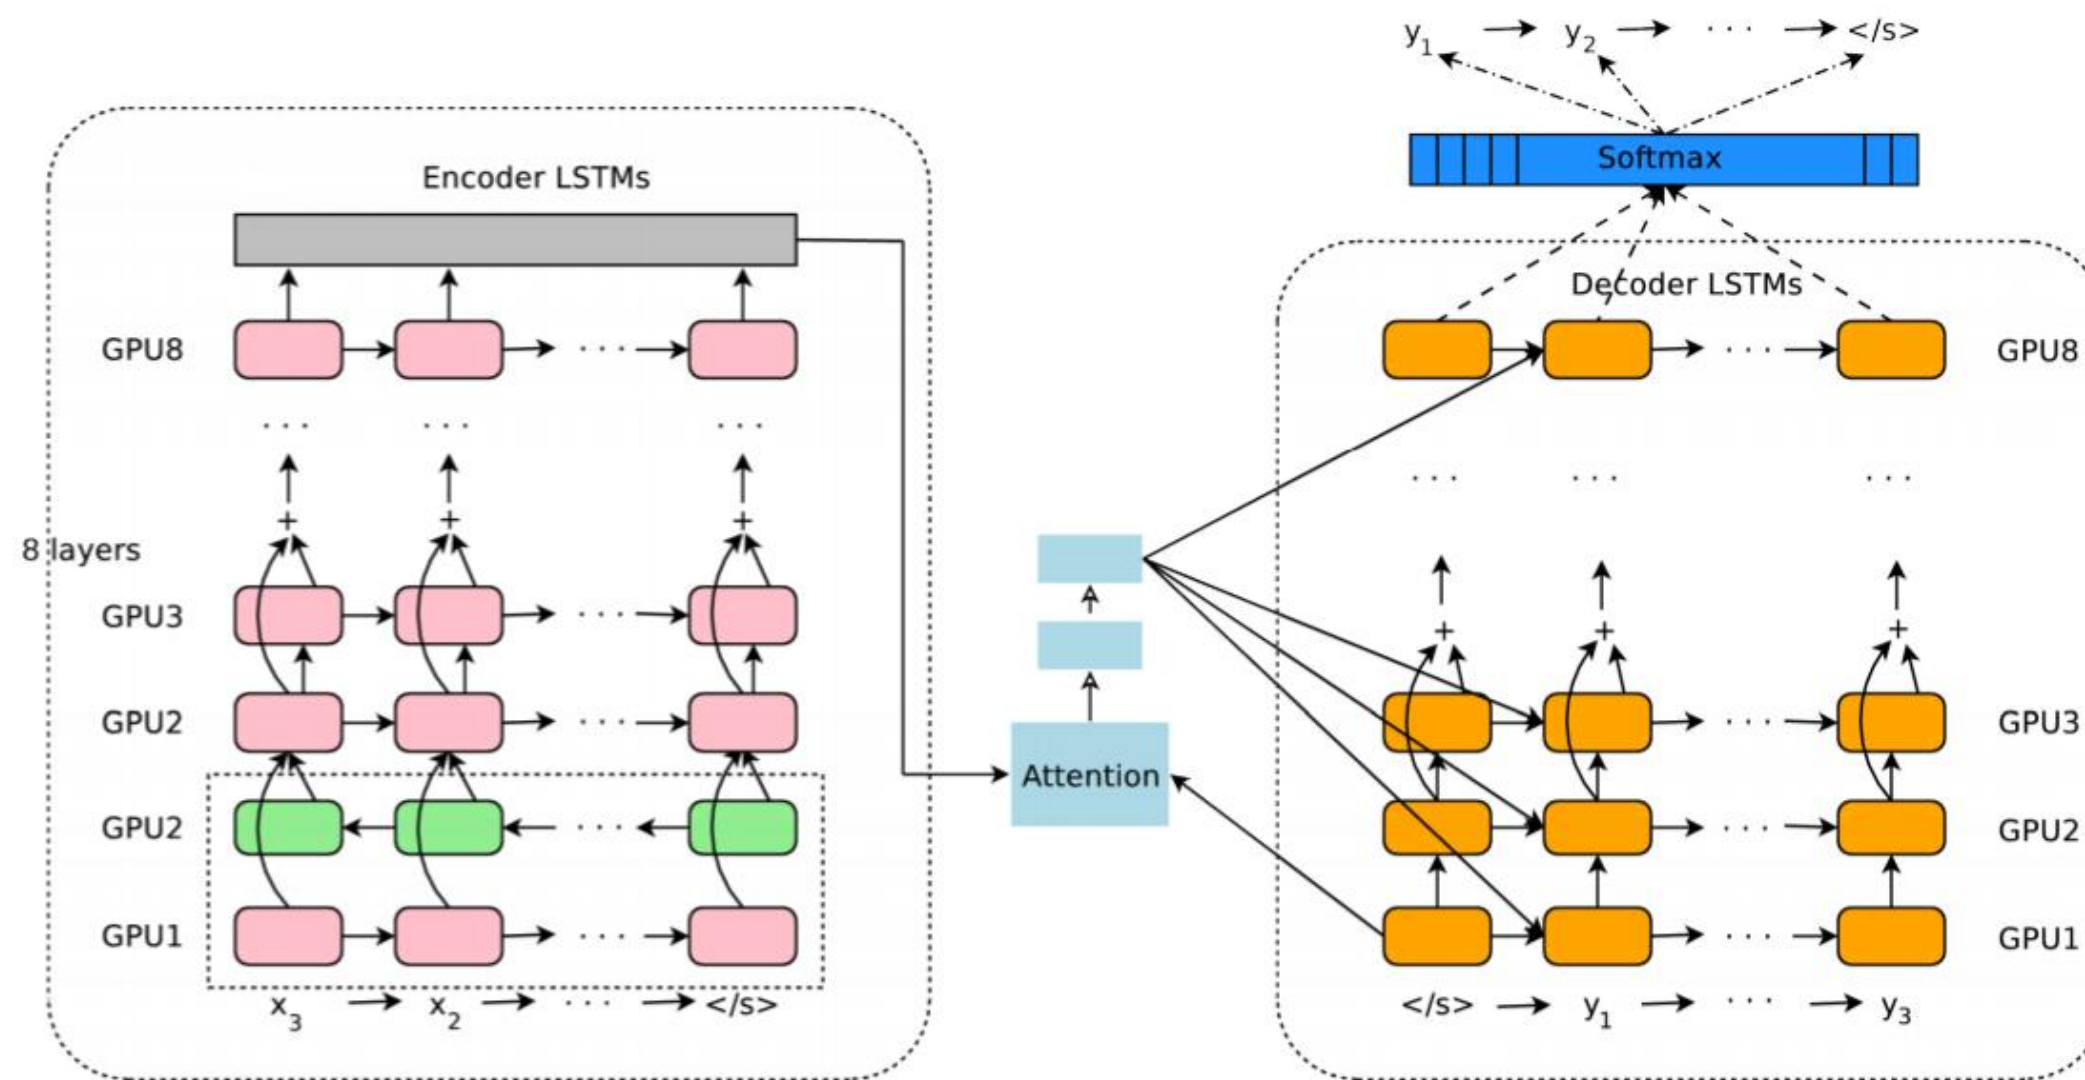 y1 y2 ... </s>
Softmax
Encoder LSTMs
GPU8 ...
... ... ...
+ + +
8 layers
GPU3 ...
GPU2 ...
GPU2 ...
GPU1 ...
x3 x2 ... </s>
Attention
Decoder LSTMs
... GPU8
... ... ...
+ + +
... GPU3
... GPU2
... GPU1
</s> y1 ... y3